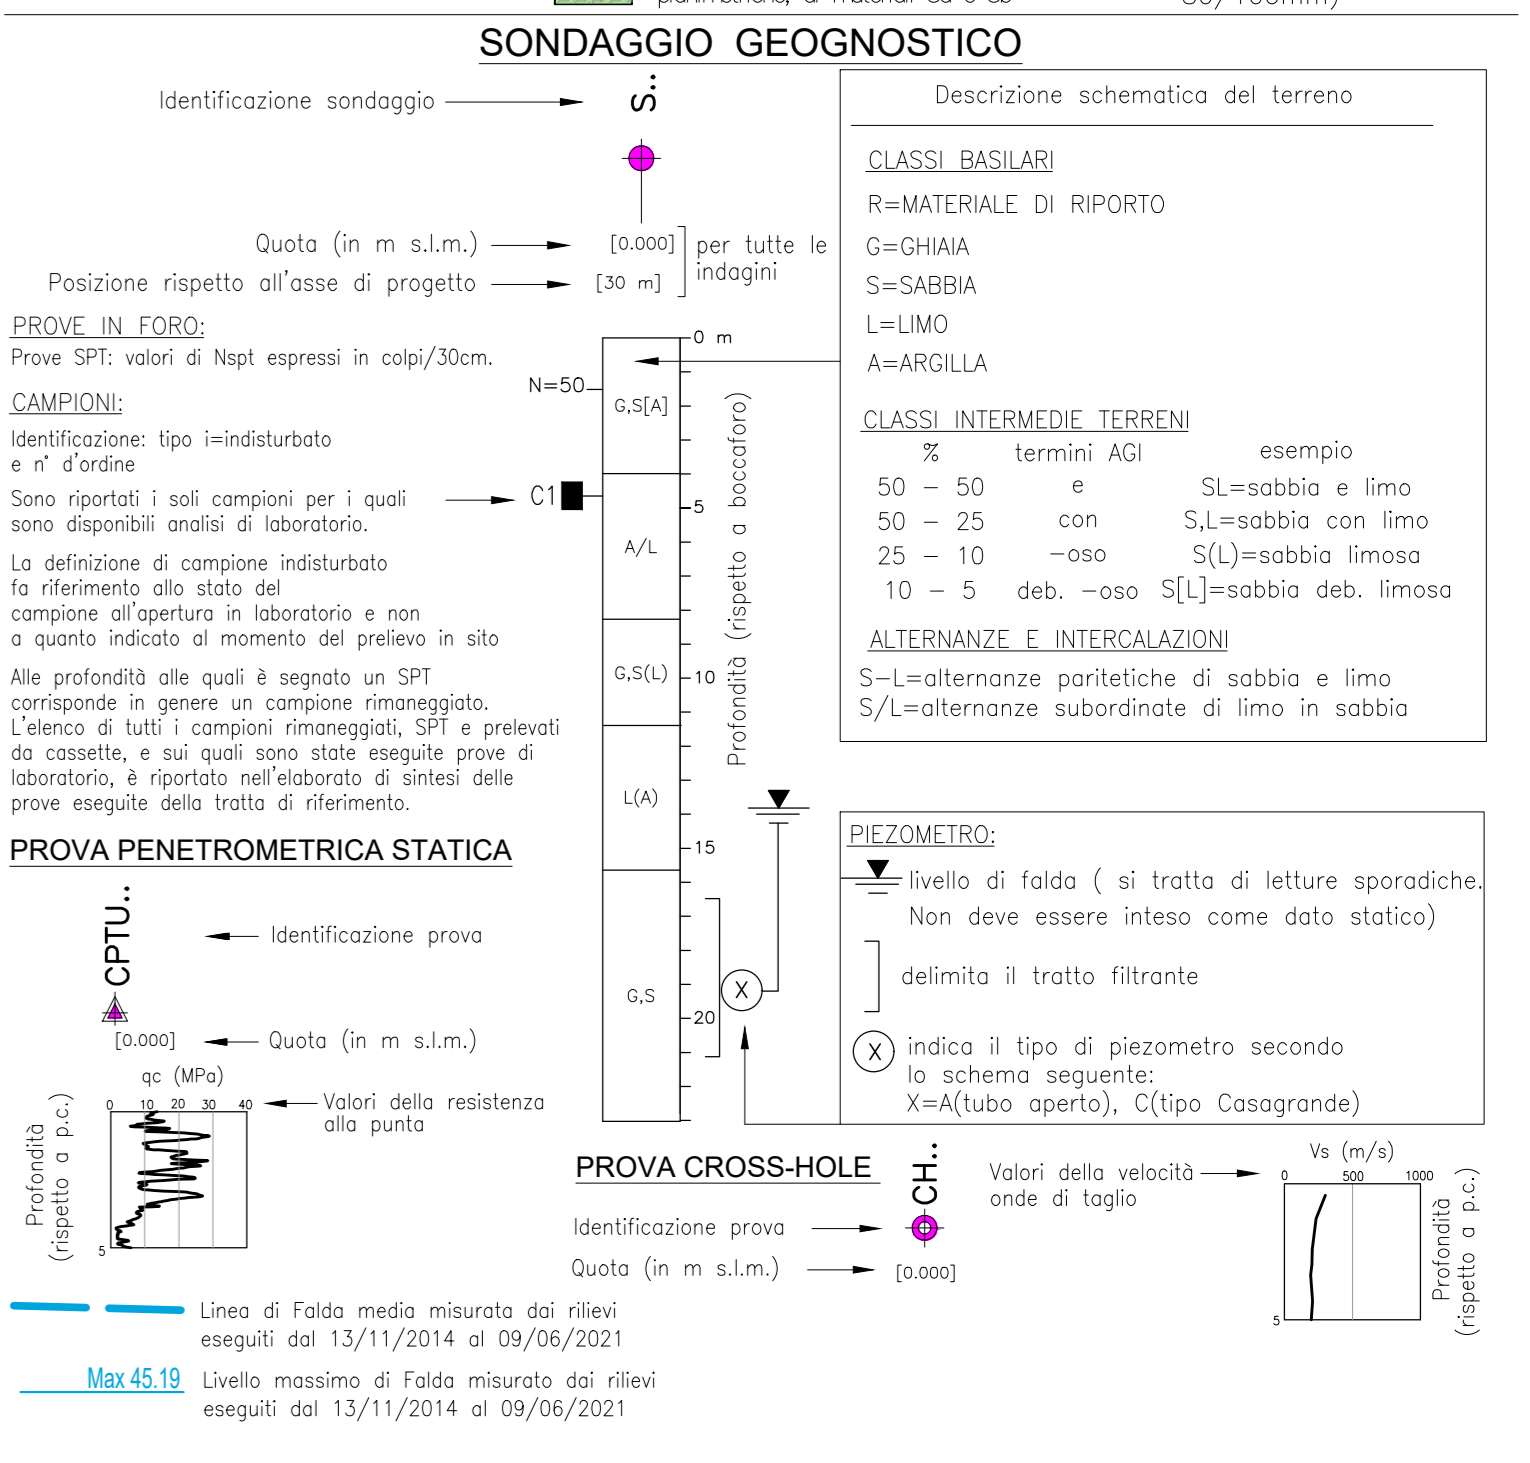 SONDAGGIO GEOGNOSTICO
Identificazione sondaggio
S..
Quota (in m s.l.m.)
[0.000]
Posizione rispetto all'asse di progetto
[30 m]
per tutte le
indagini
PROVE IN FORO:
Prove SPT: valori di Nspt espressi in colpi/30cm.
CAMPIONI:
Identificazione: tipo i=indisturbato
e n° d'ordine
Sono riportati i soli campioni per i quali
sono disponibili analisi di laboratorio.
La definizione di campione indisturbato
fa riferimento allo stato del
campione all'apertura in laboratorio e non
a quanto indicato al momento del prelievo in sito
Alle profondità alle quali è segnato un SPT
corrisponde in genere un campione rimaneggiato.
L'elenco di tutti i campioni rimaneggiati, SPT e prelevati
da cassette, e sui quali sono state eseguite prove di
laboratorio, è riportato nell'elaborato di sintesi delle
prove eseguite della tratta di riferimento.
N=50
C1
G,S[A]
A/L
G,S(L)
L(A)
G,S
0 m
5
10
15
20
Profondità (rispetto a boccaforo)
X
Descrizione schematica del terreno
CLASSI BASILARI
R=MATERIALE DI RIPORTO
G=GHIAIA
S=SABBIA
L=LIMO
A=ARGILLA
CLASSI INTERMEDIE TERRENI
% termini AGI esempio
50 – 50 e SL=sabbia e limo
50 – 25 con S,L=sabbia con limo
25 – 10 –oso S(L)=sabbia limosa
10 – 5 deb. –oso S[L]=sabbia deb. limosa
ALTERNANZE E INTERCALAZIONI
S–L=alternanze paritetiche di sabbia e limo
S/L=alternanze subordinate di limo in sabbia
PIEZOMETRO:
livello di falda ( si tratta di letture sporadiche.
Non deve essere inteso come dato statico)
delimita il tratto filtrante
X
indica il tipo di piezometro secondo
lo schema seguente:
X=A(tubo aperto), C(tipo Casagrande)
PROVA PENETROMETRICA STATICA
CPTU..
Identificazione prova
[0.000]
Quota (in m s.l.m.)
qc (MPa)
0 10 20 30 40
Valori della resistenza
alla punta
Profondità
(rispetto a p.c.)
5
PROVA CROSS-HOLE
CH..
Identificazione prova
Quota (in m s.l.m.)
[0.000]
Valori della velocità
onde di taglio
Vs (m/s)
0 500 1000
Profondità
(rispetto a p.c.)
5
Linea di Falda media misurata dai rilievi
eseguiti dal 13/11/2014 al 09/06/2021
Max 45.19
Livello massimo di Falda misurato dai rilievi
eseguiti dal 13/11/2014 al 09/06/2021